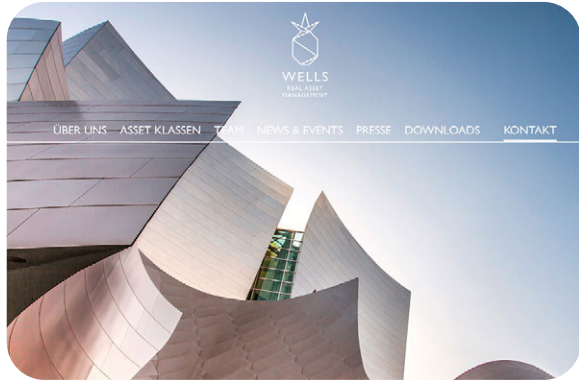 WELLS
REAL ASSET
MANAGEMENT
ÜBER UNS ASSET KLASSEN TEAM NEWS & EVENTS PRESSE DOWNLOADS KONTAKT